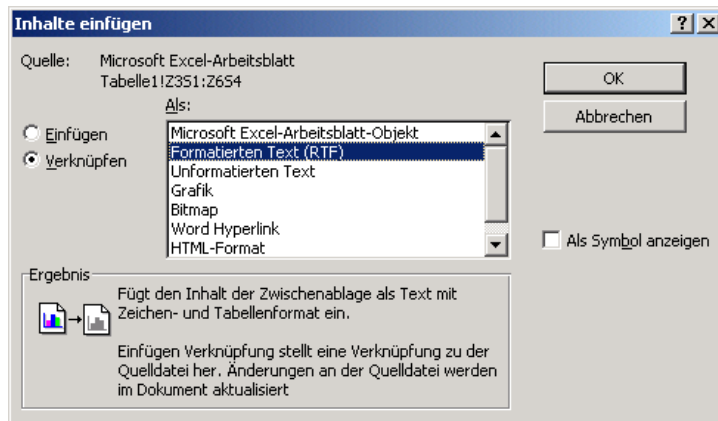 Inhalte einfügen
Quelle: Microsoft Excel-Arbeitsblatt
Tabelle1!Z3S1:Z6S4
Als:
Einfügen
Verknüpfen
Microsoft Excel-Arbeitsblatt-Objekt
Formatierten Text (RTF)
Unformatierten Text
Grafik
Bitmap
Word Hyperlink
HTML-Format
OK
Abbrechen
Als Symbol anzeigen
Ergebnis
Fügt den Inhalt der Zwischenablage als Text mit
Zeichen- und Tabellenformat ein.
Einfügen Verknüpfung stellt eine Verknüpfung zu der
Quelldatei her. Änderungen an der Quelldatei werden
im Dokument aktualisiert